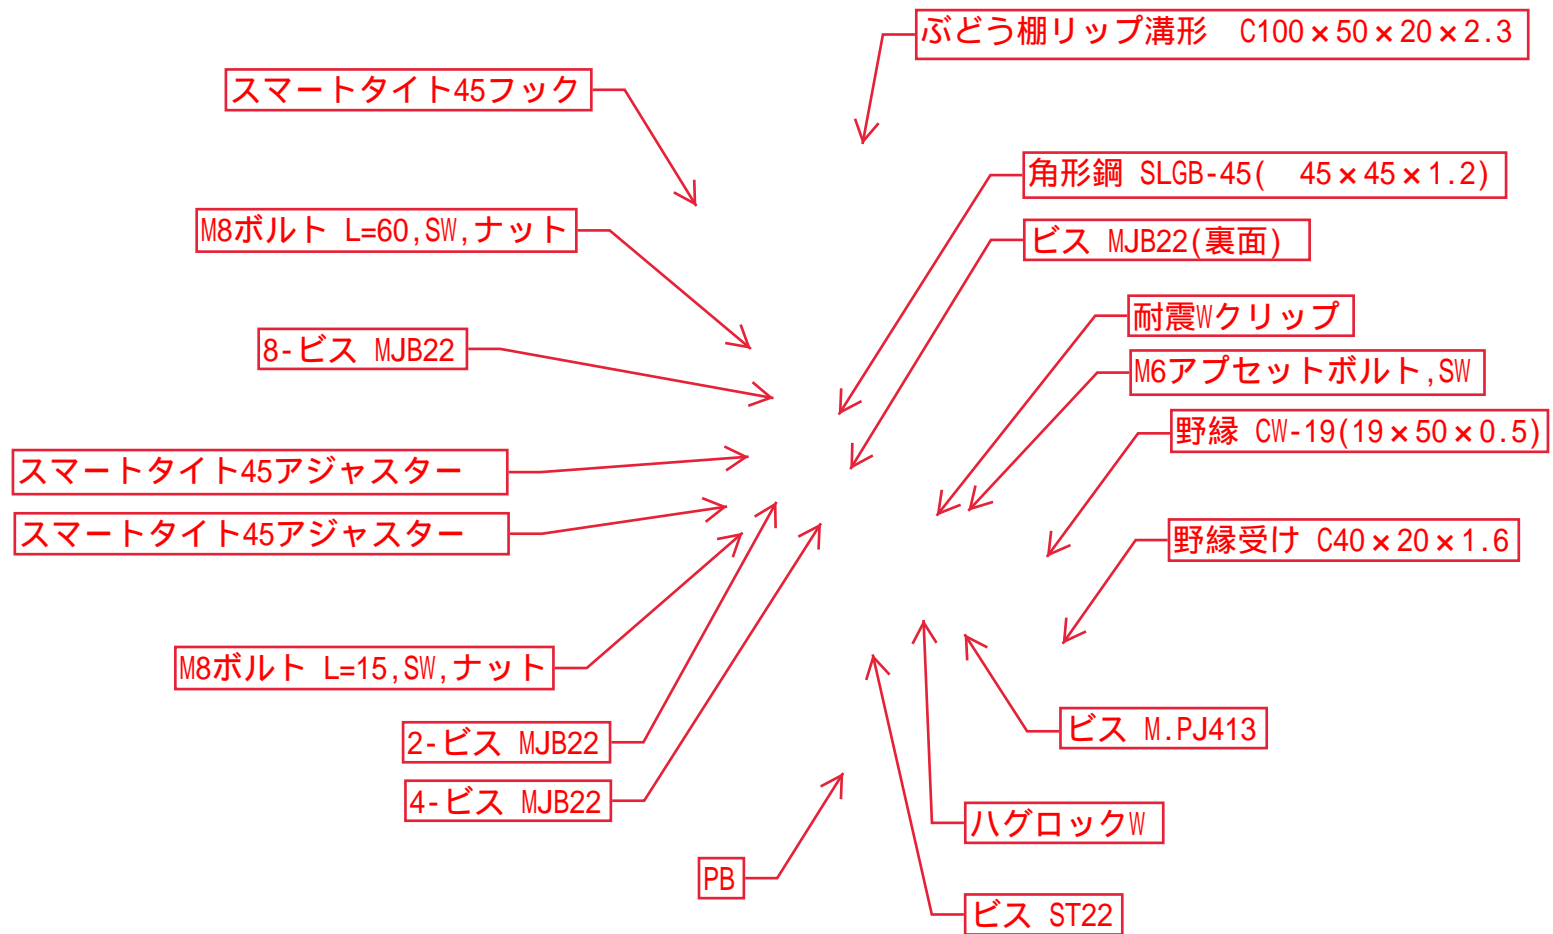 ぶどう棚リップ溝形 C100×50×20×2.3
スマートタイト45フック
角形鋼 SLGB-45( 45×45×1.2)
M8ボルト L=60,SW,ナット
ビス MJB22(裏面)
耐震Wクリップ
8-ビス MJB22
M6アプセットボルト,SW
野縁 CW-19(19×50×0.5)
スマートタイト45アジャスター
スマートタイト45アジャスター
野縁受け C40×20×1.6
M8ボルト L=15,SW,ナット
ビス M.PJ413
2-ビス MJB22
4-ビス MJB22
ハグロックW
PB
ビス ST22